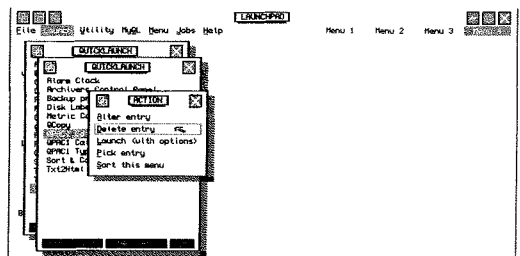 LAUNCHPAD
File Utility MyQL Menu Jobs Help Menu 1 Menu 2 Menu 3
QUICKLAUNCH
QUICKLAUNCH
Alarm Clock
Archivers Control Panel
Backup
Disk
Metric
QCopy
QPAC1
QPAC1
Sort &
Txt2Html
ACTION
Alter entry
Delete entry
Launch (with options)
Pick entry
Sort this menu